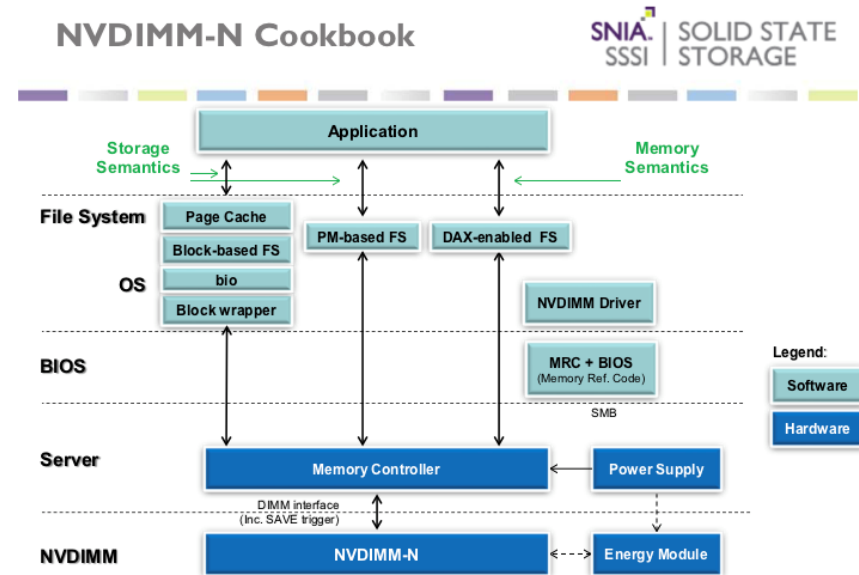 NVDIMM-N Cookbook
SNIA.
SSSI
SOLID STATE
STORAGE
Application
Storage
Semantics
Memory
Semantics
File System
Page Cache
Block-based FS
PM-based FS
DAX-enabled FS
OS
bio
Block wrapper
NVDIMM Driver
BIOS
MRC + BIOS
(Memory Ref. Code)
SMB
Legend:
Software
Hardware
Server
Memory Controller
Power Supply
DIMM interface
(Inc. SAVE trigger)
NVDIMM
NVDIMM-N
Energy Module